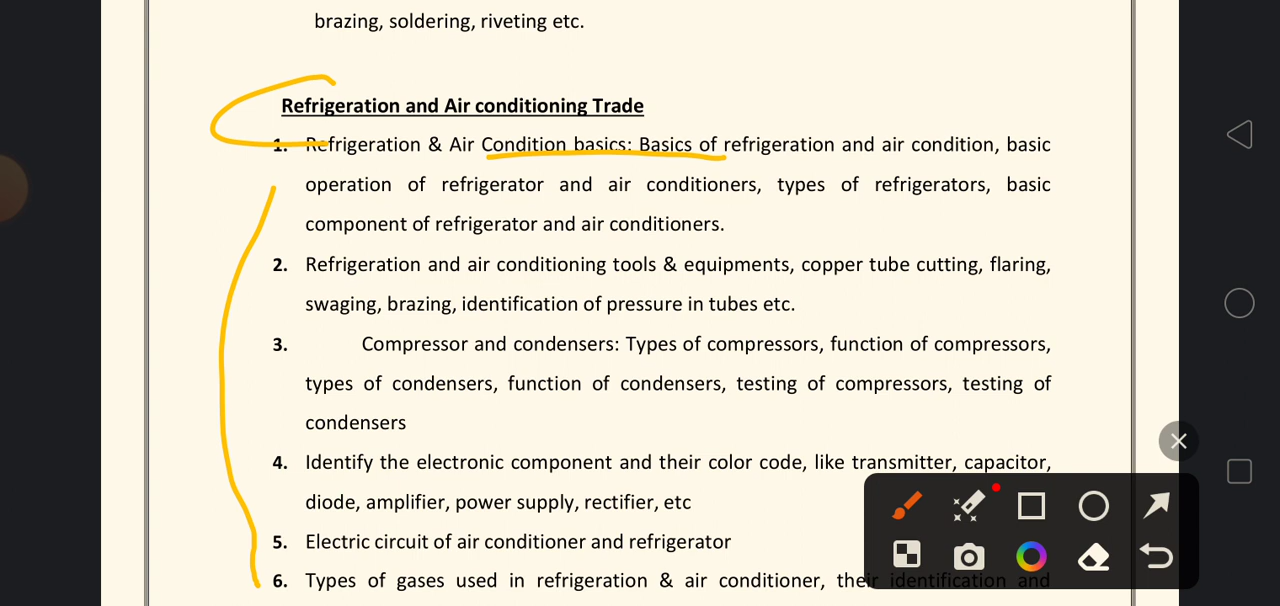 brazing, soldering, riveting etc.
Refrigeration and Air conditioning Trade
1. Refrigeration & Air Condition basics: Basics of refrigeration and air condition, basic
operation of refrigerator and air conditioners, types of refrigerators, basic
component of refrigerator and air conditioners.
2. Refrigeration and air conditioning tools & equipments, copper tube cutting, flaring,
swaging, brazing, identification of pressure in tubes etc.
3. Compressor and condensers: Types of compressors, function of compressors,
types of condensers, function of condensers, testing of compressors, testing of
condensers
4. Identify the electronic component and their color code, like transmitter, capacitor,
diode, amplifier, power supply, rectifier, etc
5. Electric circuit of air conditioner and refrigerator
6. Types of gases used in refrigeration & air conditioner, their identification and